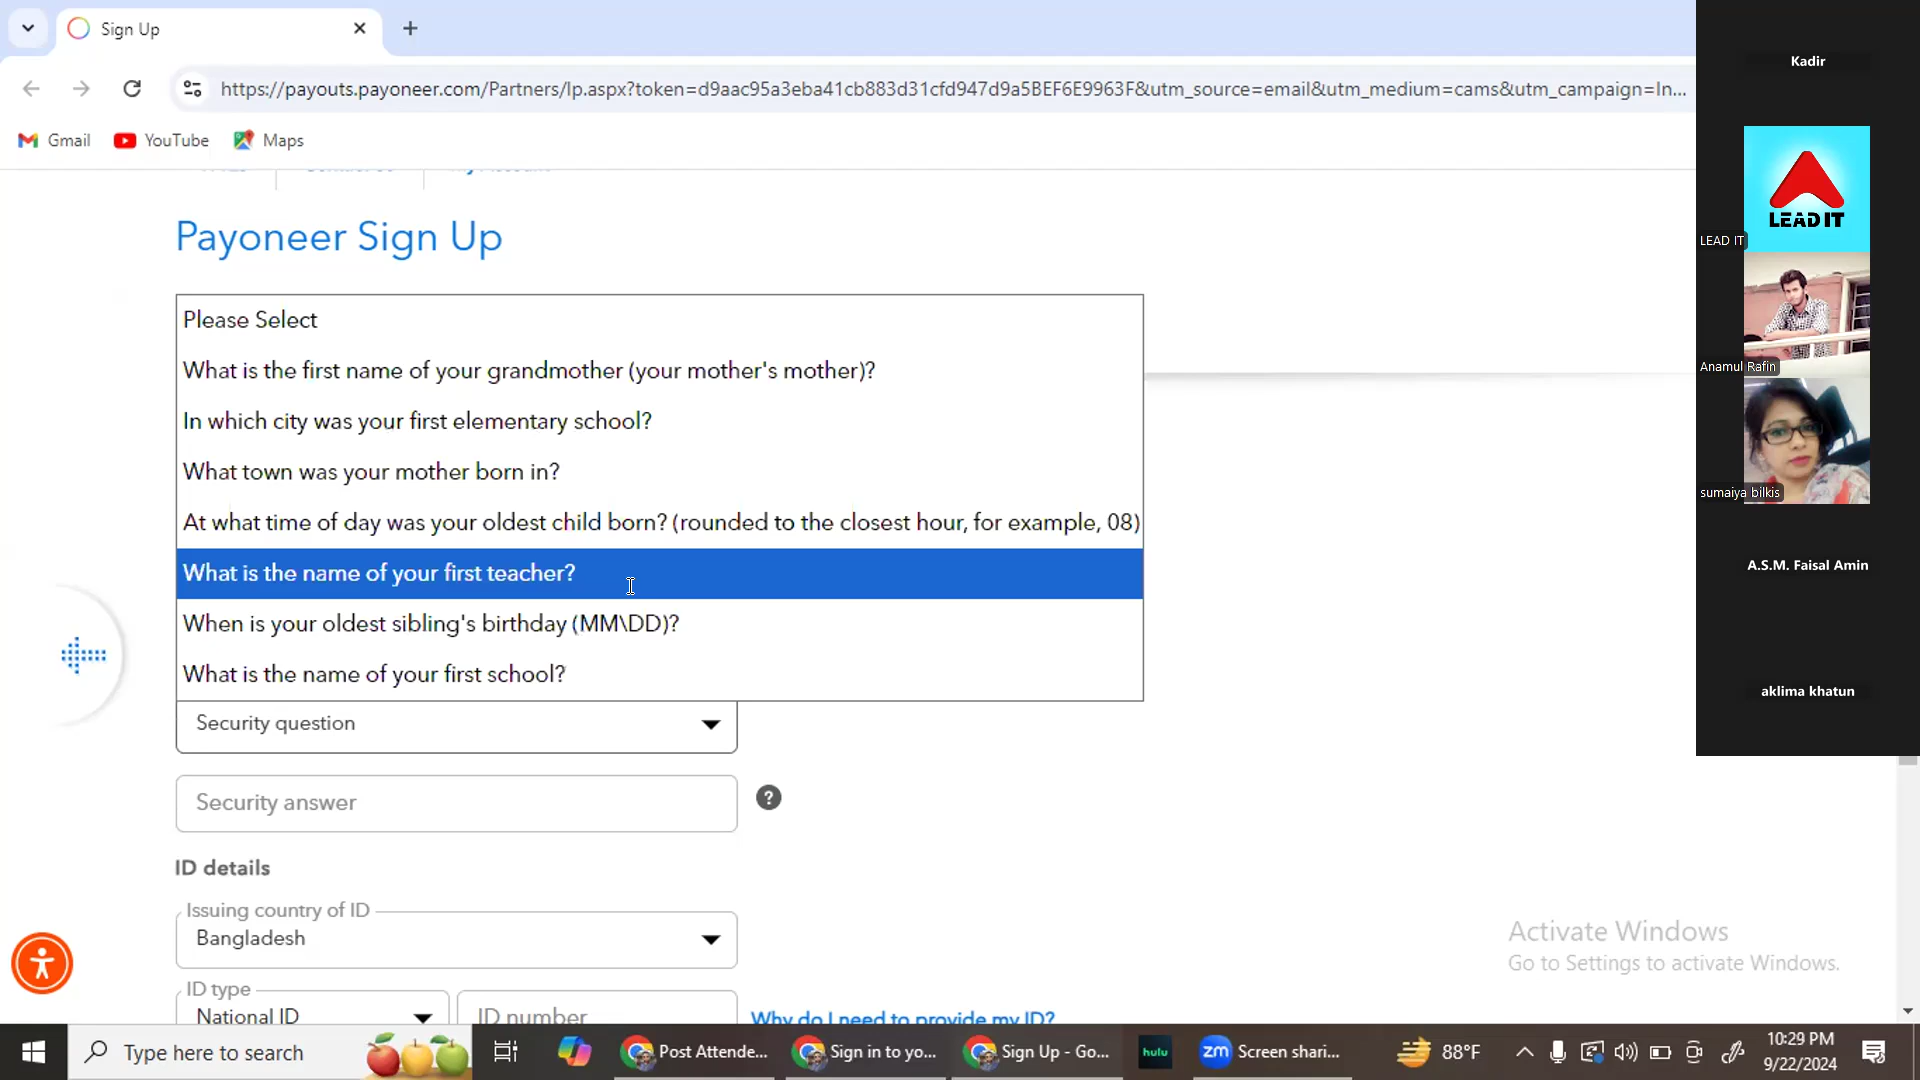 Sign Up
https://payouts.payoneer.com/Partners/lp.aspx?token=d9aac95a3eba41cb883d31cfd947d9a5BEF6E9963F&utm_source=email&utm_medium=cams&utm_campaign=In...
Gmail
YouTube
Maps
Payoneer Sign Up
Please Select
What is the first name of your grandmother (your mother's mother)?
In which city was your first elementary school?
What town was your mother born in?
At what time of day was your oldest child born? (rounded to the closest hour, for example, 08)
What is the name of your first teacher?
When is your oldest sibling's birthday (MM\DD)?
What is the name of your first school?
Security question
Security answer
?
ID details
Issuing country of ID
Bangladesh
ID type
National ID
ID number
Why do I need to provide my ID?
Kadir
LEAD IT
LEAD IT
Anamul Rafin
sumaiya bilkis
A.S.M. Faisal Amin
aklima khatun
Activate Windows
Go to Settings to activate Windows.
Type here to search
Post Attende...
Sign in to yo...
Sign Up - Go...
hulu
zm
Screen shari...
88°F
10:29 PM
9/22/2024